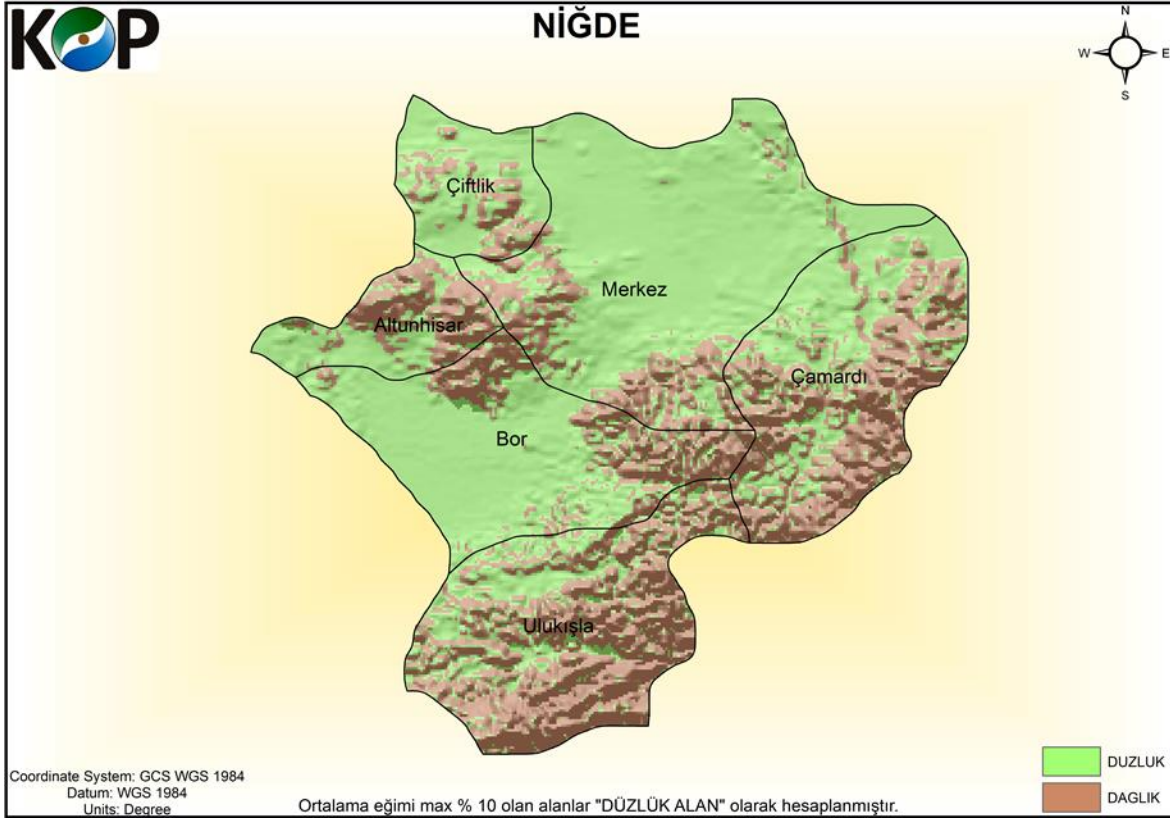 KOP
NİĞDE
N
W E
S
Çiftlik
Merkez
Altunhisar
Çamardı
Bor
Ulukışla
Coordinate System: GCS WGS 1984
Datum: WGS 1984
Units: Degree
Ortalama eğimi max % 10 olan alanlar "DÜZLÜK ALAN" olarak hesaplanmıştır.
DUZLUK
DAGLIK